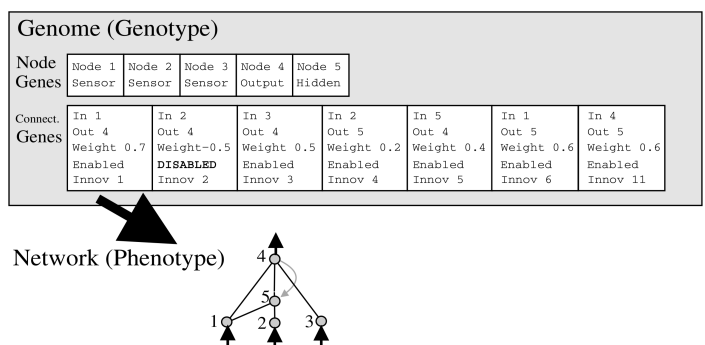 Genome (Genotype)
Node Genes
Node 1 Node 2 Node 3 Node 4 Node 5
Sensor Sensor Sensor Output Hidden
Connect. Genes
In 1 In 2 In 3 In 2 In 5 In 1 In 4
Out 4 Out 4 Out 4 Out 5 Out 4 Out 5 Out 5
Weight 0.7 Weight-0.5 Weight 0.5 Weight 0.2 Weight 0.4 Weight 0.6 Weight 0.6
Enabled DISABLED Enabled Enabled Enabled Enabled Enabled
Innov 1 Innov 2 Innov 3 Innov 4 Innov 5 Innov 6 Innov 11
Network (Phenotype)
4
5
1 2 3